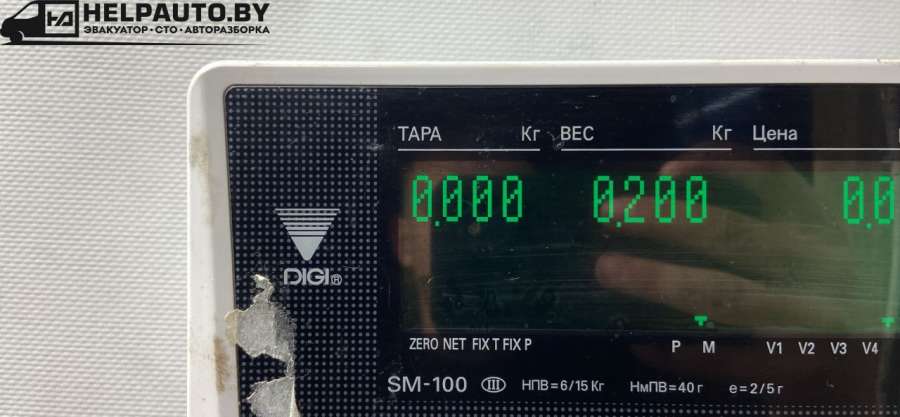 HELPAUTO.BY
ЭВАКУАТОР • СТО • АВТОРАЗБОРКА
ТАРА Кг ВЕС Кг Цена
0.000 0.200 0.0
DIGI®
ZERO NET FIX T FIX P P M V1 V2 V3 V4
SM-100 III НПВ=6/15 Кг НмПВ=40 г e=2/5 г